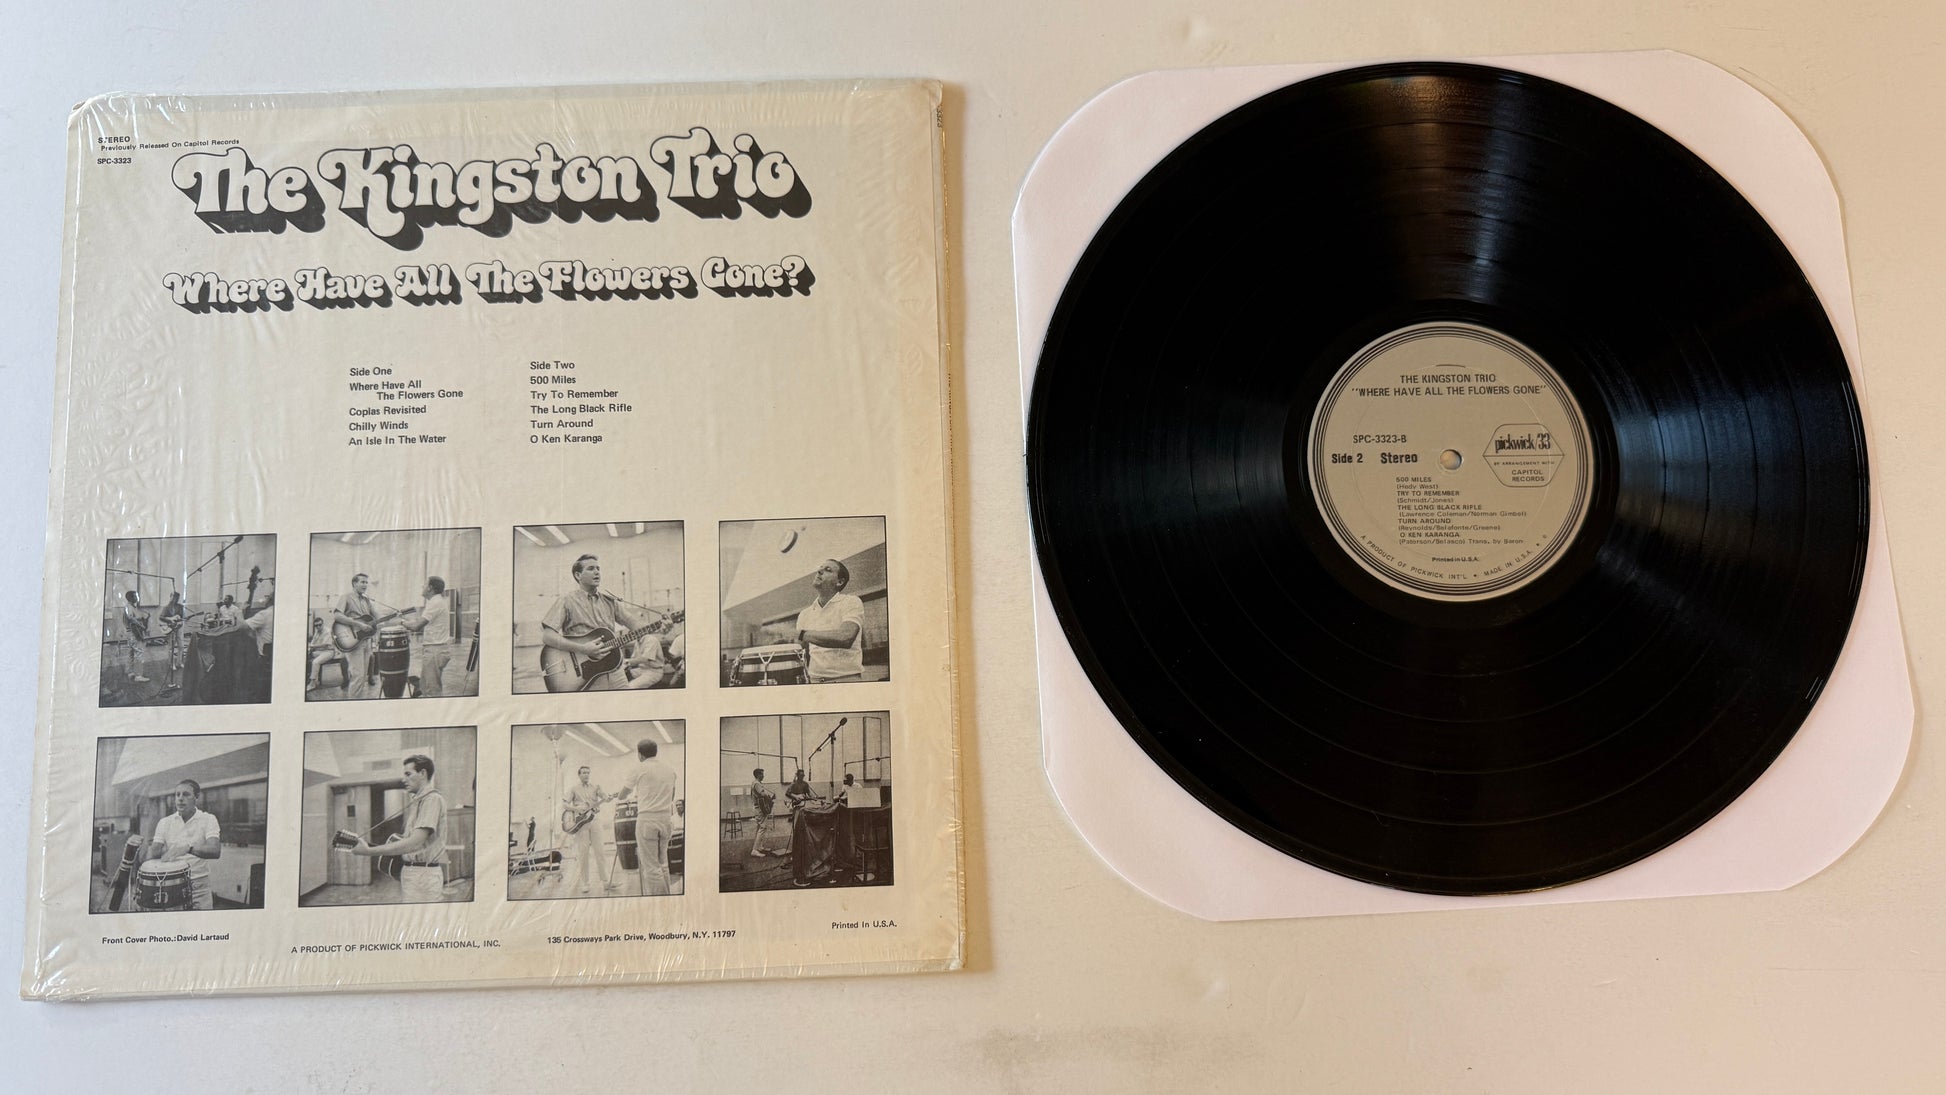 STEREO
Previously Released On Capitol Records
SPC-3323
The Kingston Trio
Where Have All The Flowers Gone?
Side One
Where Have All
The Flowers Gone
Coplas Revisited
Chilly Winds
An Isle In The Water
Side Two
500 Miles
Try To Remember
The Long Black Rifle
Turn Around
O Ken Karanga
Front Cover Photo.:David Lartaud
A PRODUCT OF PICKWICK INTERNATIONAL, INC.
135 Crossways Park Drive, Woodbury, N.Y. 11797
Printed In U.S.A.
THE KINGSTON TRIO
"WHERE HAVE ALL THE FLOWERS GONE"
SPC-3323-B
Side 2 Stereo
pickwick/33
BY ARRANGEMENT WITH
CAPITOL
RECORDS
500 MILES
(Hedy West)
TRY TO REMEMBER
(Schmidt/Jones)
THE LONG BLACK RIFLE
(Lawrence Coleman/Norman Gimbel)
TURN AROUND
(Reynolds/Belafonte/Greene)
O KEN KARANGA
(Paterson/Belasco) Trans. by Baron
Printed in U.S.A.
A PRODUCT OF PICKWICK INT'L • MADE IN U.S.A.